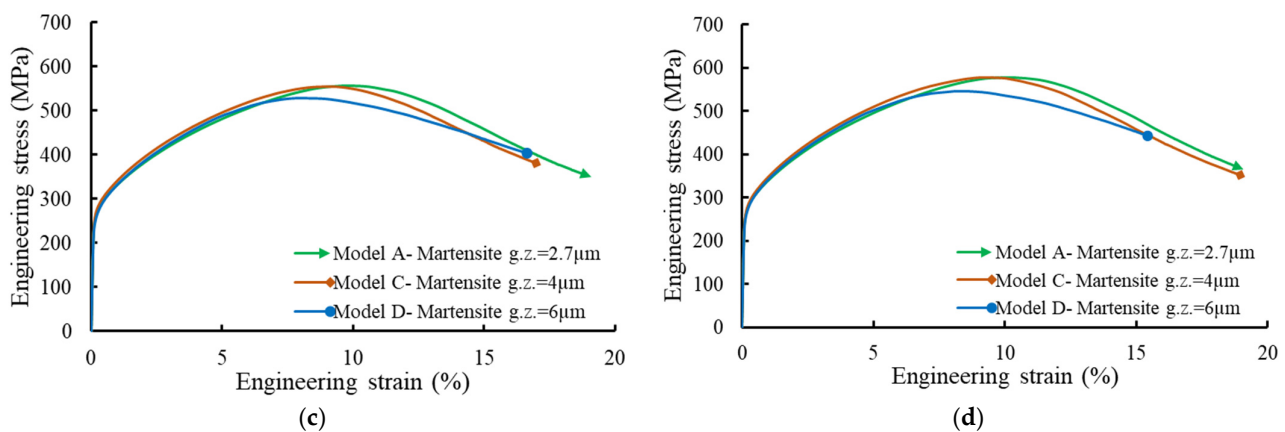 700
600
500
400
300
200
100
0
Engineering stress (MPa)
Model A- Martensite g.z.=2.7μm
Model C- Martensite g.z.=4μm
Model D- Martensite g.z.=6μm
0 5 10 15 20
Engineering strain (%)
(c)
700
600
500
400
300
200
100
0
Engineering stress (MPa)
Model A- Martensite g.z.=2.7μm
Model C- Martensite g.z.=4μm
Model D- Martensite g.z.=6μm
0 5 10 15 20
Engineering strain (%)
(d)